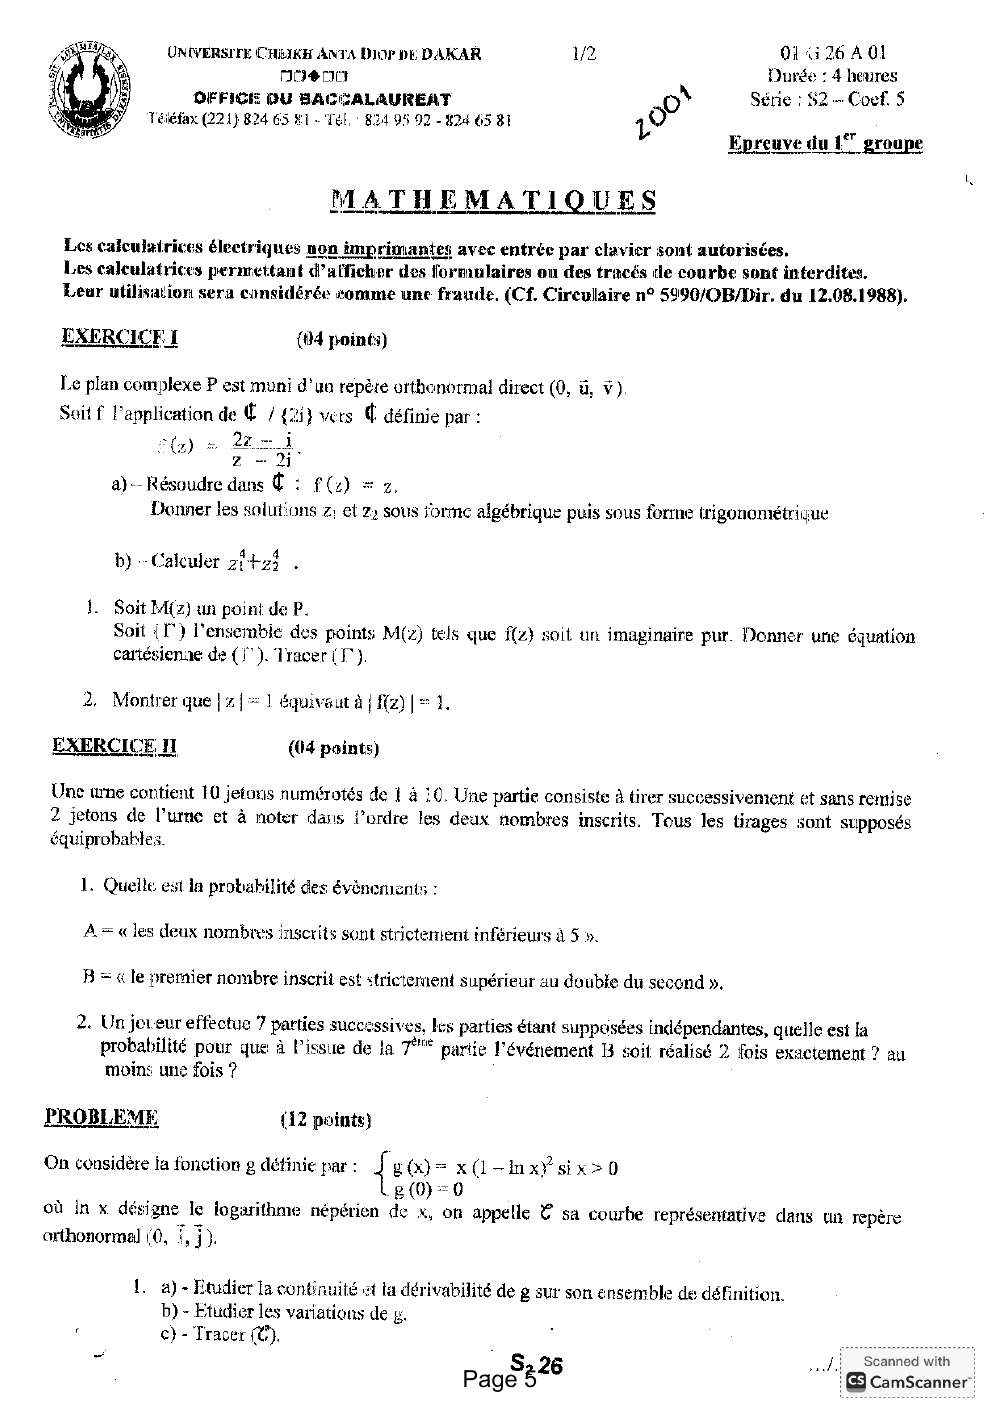 UNIVERSITE CHEIKH ANTA DIOP DE DAKAR 1/2 01 G 26 A 01
□□◆□□ Durée : 4 heures
OFFICE DU BACCALAUREAT Série : S2 – Coef. 5
Téléfax (221) 824 65 81 - Tél. : 824 95 92 - 824 65 81
2001
Epreuve du 1er groupe
MATHEMATIQUES
Les calculatrices électriques non imprimantes avec entrée par clavier sont autorisées.
Les calculatrices permettant d'afficher des formulaires ou des tracés de courbe sont interdites.
Leur utilisation sera considérée comme une fraude. (Cf. Circulaire n° 5990/OB/Dir. du 12.08.1988).
EXERCICE I (04 points)
Le plan complexe P est muni d'un repère orthonormal direct (0, u⃗, v⃗).
Soit f l'application de ℂ / {2i} vers ℂ définie par :
f (z) = (2z – i)/(z – 2i).
a) – Résoudre dans ℂ : f (z) = z.
Donner les solutions z₁ et z₂ sous forme algébrique puis sous forme trigonométrique
b) – Calculer z₁⁴+z₂⁴ .
1. Soit M(z) un point de P.
Soit (Γ) l'ensemble des points M(z) tels que f(z) soit un imaginaire pur. Donner une équation
cartésienne de (Γ). Tracer (Γ).
2. Montrer que | z | = 1 équivaut à | f(z) | = 1.
EXERCICE II (04 points)
Une urne contient 10 jetons numérotés de 1 à 10. Une partie consiste à tirer successivement et sans remise
2 jetons de l'urne et à noter dans l'ordre les deux nombres inscrits. Tous les tirages sont supposés
équiprobables.
1. Quelle est la probabilité des évènements :
A = « les deux nombres inscrits sont strictement inférieurs à 5 ».
B = « le premier nombre inscrit est strictement supérieur au double du second ».
2. Un joueur effectue 7 parties successives, les parties étant supposées indépendantes, quelle est la
probabilité pour que à l'issue de la 7ème partie l'événement B soit réalisé 2 fois exactement ? au
moins une fois ?
PROBLEME (12 points)
On considère la fonction g définie par : { g (x) = x (1 – ln x)² si x > 0
g (0) = 0
où ln x désigne le logarithme népérien de x, on appelle C sa courbe représentative dans un repère
orthonormal (0, i⃗, j⃗).
1. a) - Etudier la continuité et la dérivabilité de g sur son ensemble de définition.
b) - Etudier les variations de g.
c) - Tracer (C).
S₂26
Page 5
.../.
Scanned with
CS CamScanner